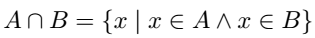 A ∩ B = {x | x ∈ A ∧ x ∈ B}